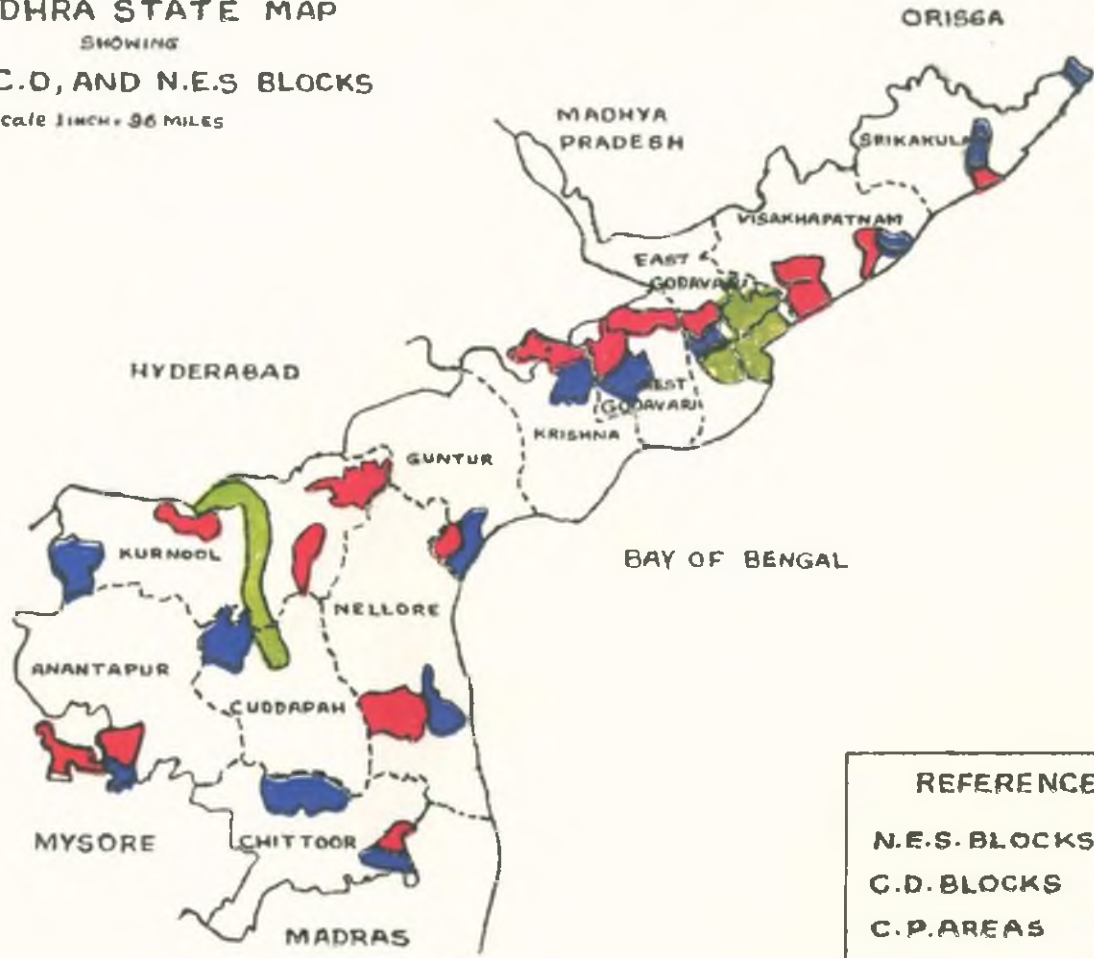 DHRA STATE MAP
SHOWING
C.D, AND N.E.S BLOCKS
cale 1 INCH = 96 MILES
ORISSA
MADHYA
PRADESH
SRIKAKULA
VISAKHAPATNAM
EAST
GODAVARI
HYDERABAD
WEST
GODAVARI
KRISHNA
GUNTUR
KURNOOL
BAY OF BENGAL
NELLORE
ANANTAPUR
CUDDAPAH
MYSORE
CHITTOOR
MADRAS
REFERENCE
N.E.S. BLOCKS
C.D. BLOCKS
C.P. AREAS